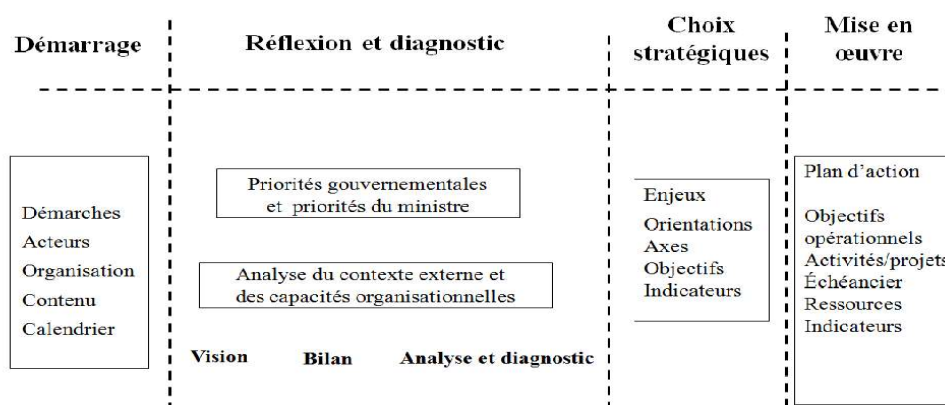 Démarrage
Réflexion et diagnostic
Choix
stratégiques
Mise en
œuvre
Démarches
Acteurs
Organisation
Contenu
Calendrier
Priorités gouvernementales
et priorités du ministre
Analyse du contexte externe et
des capacités organisationnelles
Vision
Bilan
Analyse et diagnostic
Enjeux
Orientations
Axes
Objectifs
Indicateurs
Plan d'action
Objectifs
opérationnels
Activités/projets
Échéancier
Ressources
Indicateurs